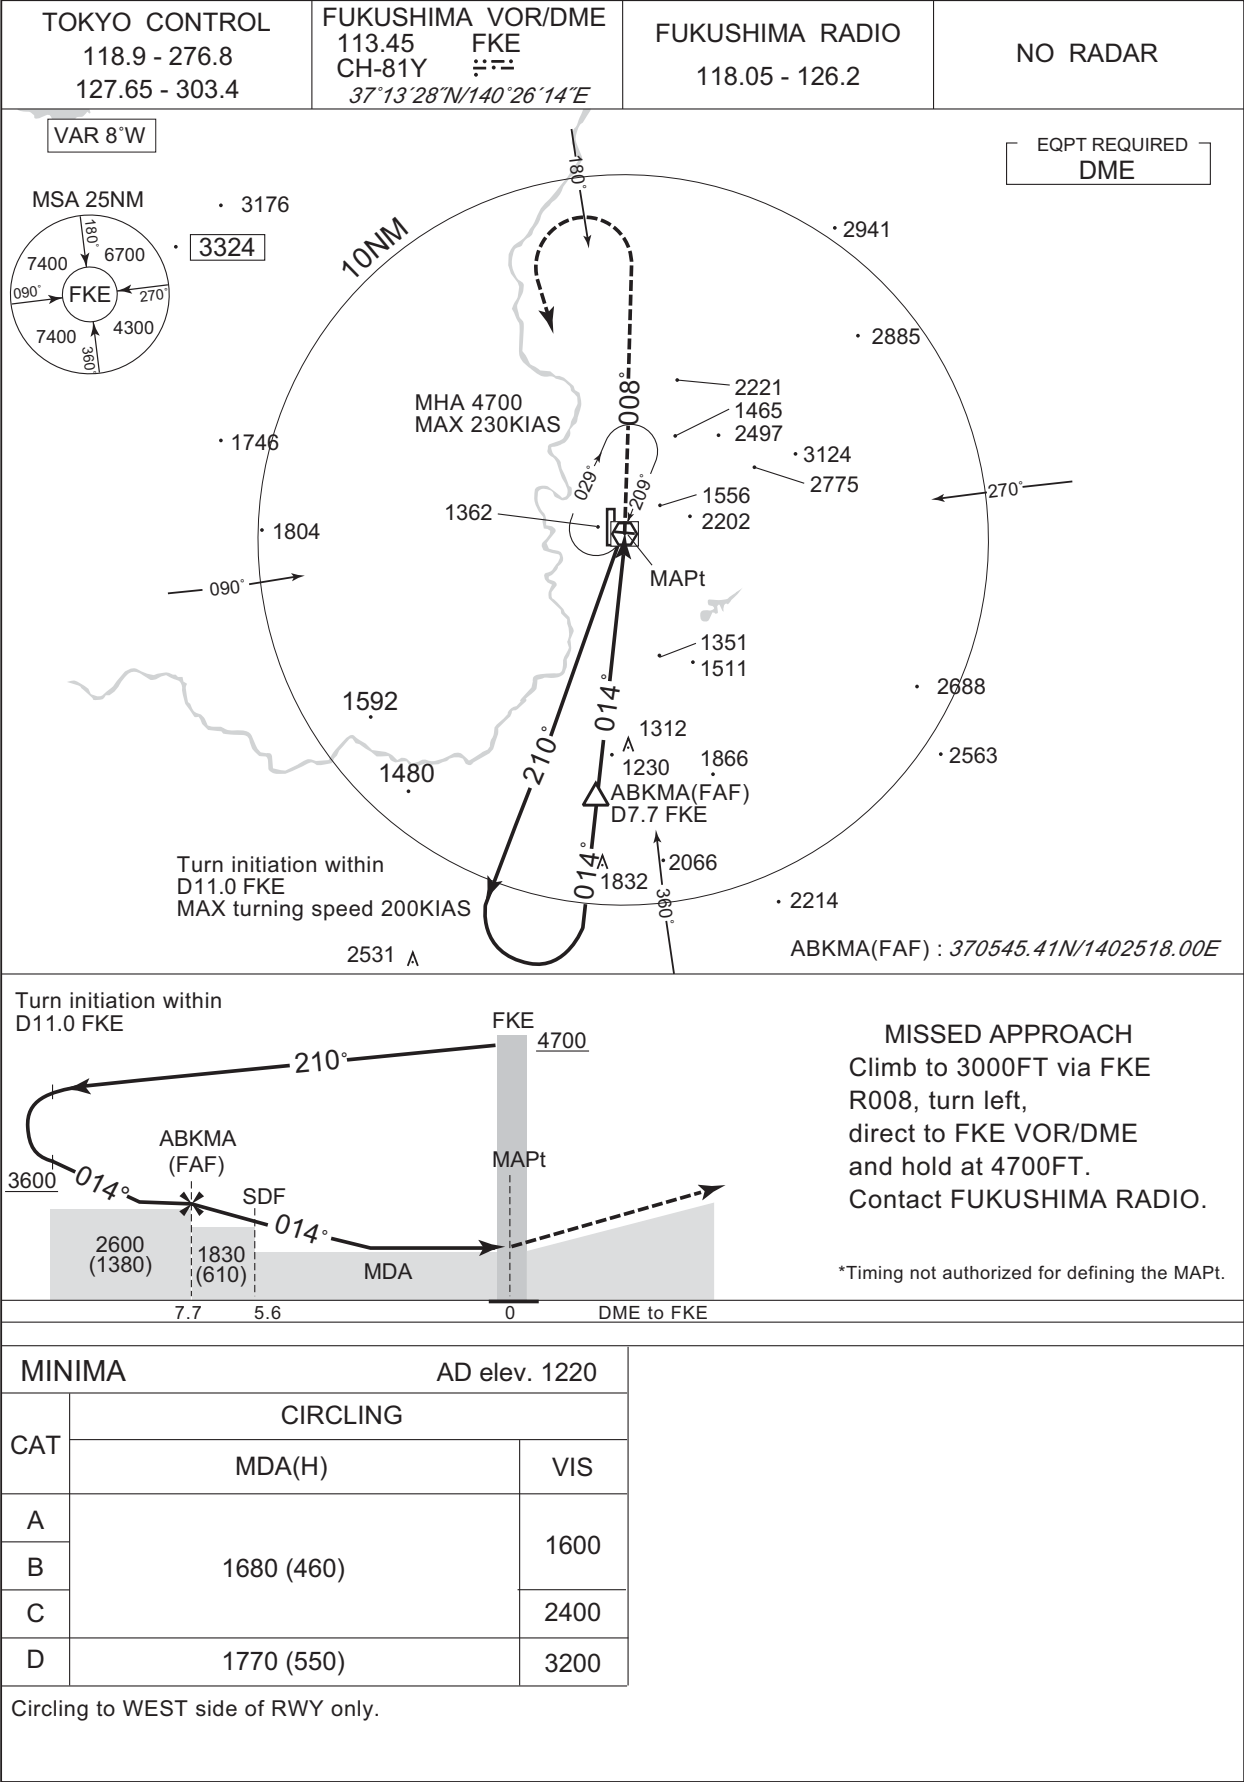 TOKYO CONTROL
118.9 - 276.8
127.65 - 303.4
FUKUSHIMA VOR/DME
113.45 FKE
CH-81Y
37°13´28˝N/140°26´14˝E
FUKUSHIMA RADIO
118.05 - 126.2
NO RADAR
VAR 8°W
EQPT REQUIRED
DME
MSA 25NM
180°
7400
6700
090°
FKE
270°
7400
4300
360°
3176
3324
10NM
180°
2941
2885
MHA 4700
MAX 230KIAS
008°
2221
1465
2497
3124
2775
1746
029°
209°
1556
2202
270°
1362
1804
090°
MAPt
1351
1511
2688
1592
014°
210°
1312
1230
1866
2563
1480
ABKMA(FAF)
D7.7 FKE
014°
2066
1832
360°
2214
Turn initiation within
D11.0 FKE
MAX turning speed 200KIAS
2531
ABKMA(FAF) : 370545.41N/1402518.00E
Turn initiation within
D11.0 FKE
FKE
4700
210°
ABKMA
(FAF)
MAPt
3600
014°
SDF
014°
2600
(1380)
1830
(610)
MDA
7.7
5.6
0
DME to FKE
MISSED APPROACH
Climb to 3000FT via FKE
R008, turn left,
direct to FKE VOR/DME
and hold at 4700FT.
Contact FUKUSHIMA RADIO.
*Timing not authorized for defining the MAPt.
MINIMA AD elev. 1220
CAT
CIRCLING
MDA(H) VIS
A
B
1680 (460)
1600
C
2400
D
1770 (550)
3200
Circling to WEST side of RWY only.